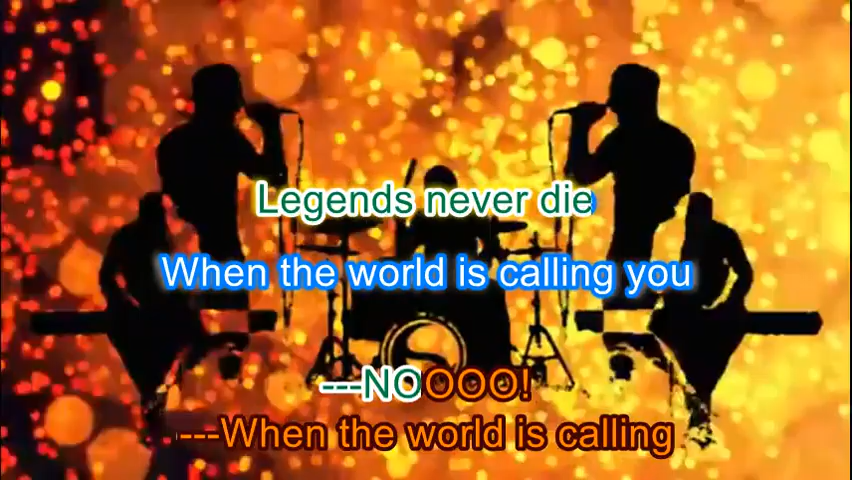 Legends never die
When the world is calling you
---NOOOO!
---When the world is calling